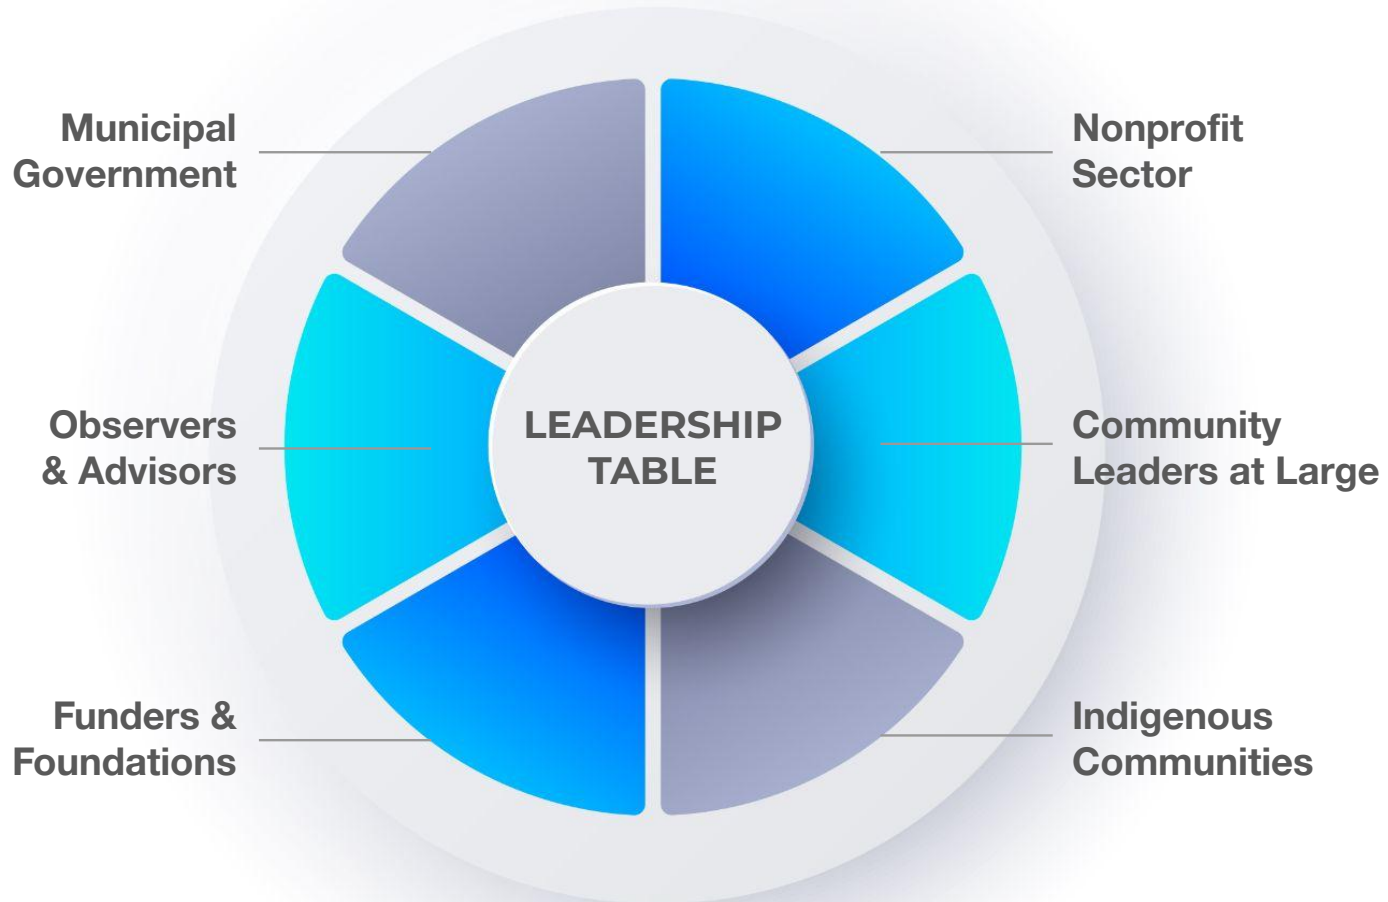 Municipal
Government
Nonprofit
Sector
Observers
& Advisors
LEADERSHIP
TABLE
Community
Leaders at Large
Funders &
Foundations
Indigenous
Communities